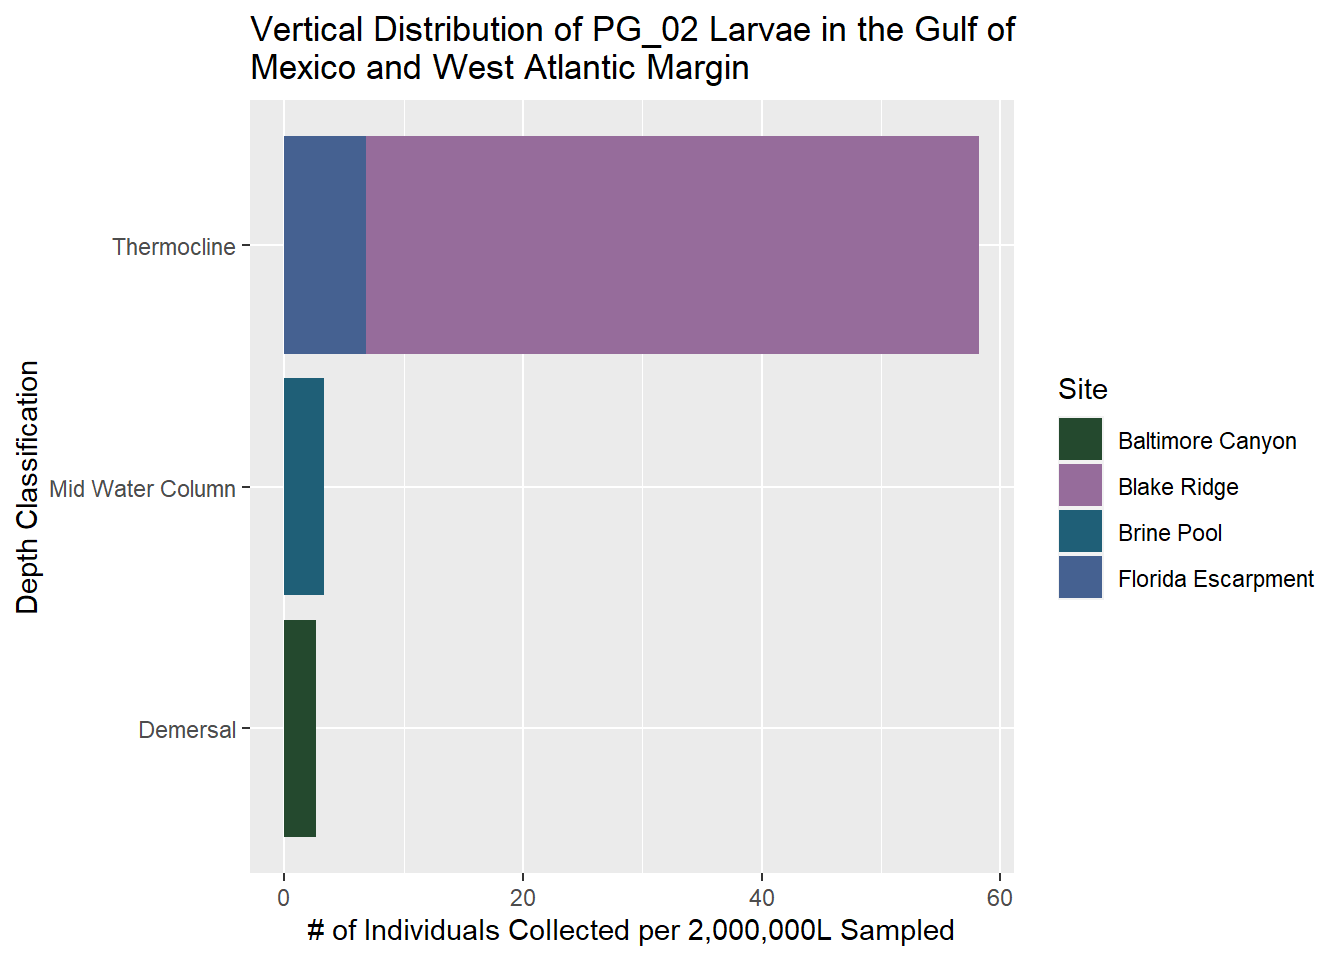 Vertical Distribution of PG_02 Larvae in the Gulf of
Mexico and West Atlantic Margin
Depth Classification
Thermocline
Mid Water Column
Demersal
0 20 40 60
# of Individuals Collected per 2,000,000L Sampled
Site
Baltimore Canyon
Blake Ridge
Brine Pool
Florida Escarpment